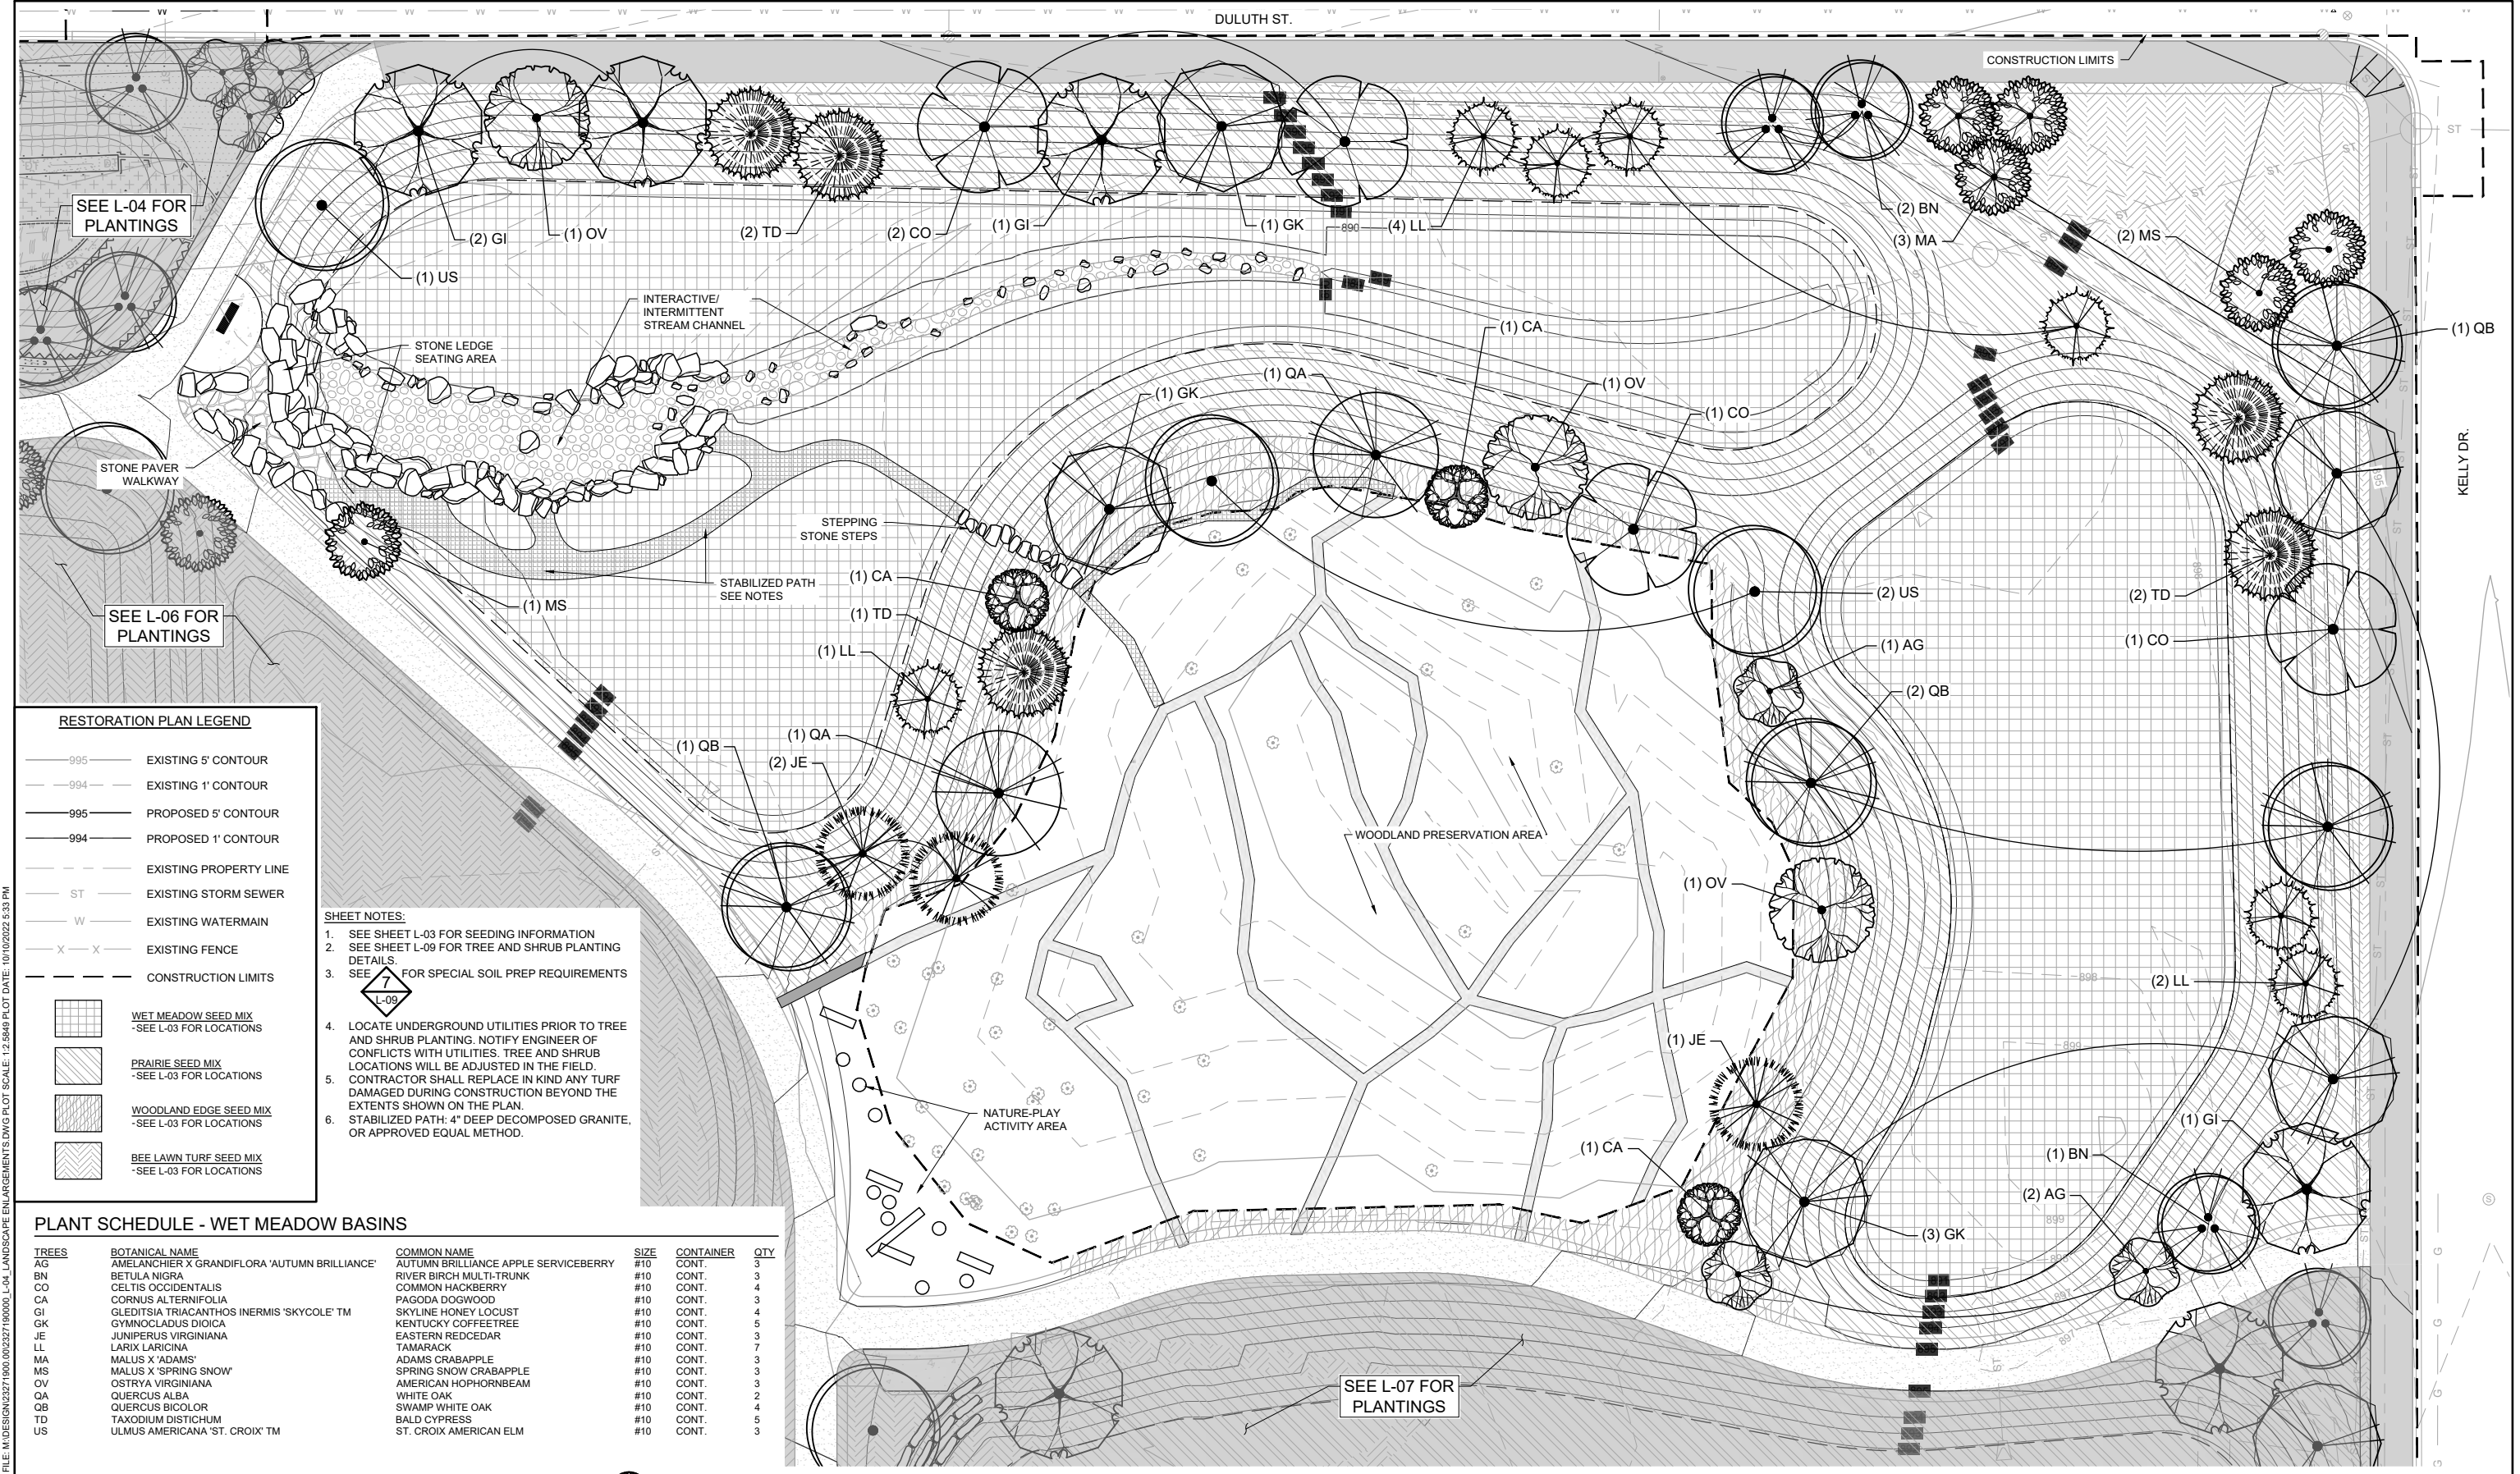 DULUTH ST.
CONSTRUCTION LIMITS
SEE L-04 FOR
PLANTINGS
(2) GI
(1) OV
(2) TD
(2) CO
(1) GI
(1) GK
890
(4) LL
(2) BN
(3) MA
(2) MS
(1) US
(1) QB
INTERACTIVE/
INTERMITTENT
STREAM CHANNEL
STONE LEDGE
SEATING AREA
(1) CA
(1) QA
(1) OV
(1) GK
(1) CO
KELLY DR.
STONE PAVER
WALKWAY
STEPPING
STONE STEPS
STABILIZED PATH
SEE NOTES
(1) CA
(1) MS
(1) TD
(2) US
(2) TD
SEE L-06 FOR
PLANTINGS
(1) LL
(1) AG
(1) CO
(2) QB
(1) QB
(1) QA
(2) JE
WOODLAND PRESERVATION AREA
(1) OV
898
(2) LL
(1) JE
899
NATURE-PLAY
ACTIVITY AREA
(1) CA
(1) GI
(1) BN
(2) AG
899
(3) GK
897
SEE L-07 FOR
PLANTINGS
RESTORATION PLAN LEGEND
995 EXISTING 5' CONTOUR
994 EXISTING 1' CONTOUR
995 PROPOSED 5' CONTOUR
994 PROPOSED 1' CONTOUR
EXISTING PROPERTY LINE
ST EXISTING STORM SEWER
W EXISTING WATERMAIN
X X EXISTING FENCE
CONSTRUCTION LIMITS
WET MEADOW SEED MIX
-SEE L-03 FOR LOCATIONS
PRAIRIE SEED MIX
-SEE L-03 FOR LOCATIONS
WOODLAND EDGE SEED MIX
-SEE L-03 FOR LOCATIONS
BEE LAWN TURF SEED MIX
-SEE L-03 FOR LOCATIONS
SHEET NOTES:
1. SEE SHEET L-03 FOR SEEDING INFORMATION
2. SEE SHEET L-09 FOR TREE AND SHRUB PLANTING
DETAILS.
3. SEE 7 L-09 FOR SPECIAL SOIL PREP REQUIREMENTS
4. LOCATE UNDERGROUND UTILITIES PRIOR TO TREE
AND SHRUB PLANTING. NOTIFY ENGINEER OF
CONFLICTS WITH UTILITIES. TREE AND SHRUB
LOCATIONS WILL BE ADJUSTED IN THE FIELD.
5. CONTRACTOR SHALL REPLACE IN KIND ANY TURF
DAMAGED DURING CONSTRUCTION BEYOND THE
EXTENTS SHOWN ON THE PLAN.
6. STABILIZED PATH: 4" DEEP DECOMPOSED GRANITE,
OR APPROVED EQUAL METHOD.
PLANT SCHEDULE - WET MEADOW BASINS
TREES BOTANICAL NAME COMMON NAME SIZE CONTAINER QTY
AG AMELANCHIER X GRANDIFLORA 'AUTUMN BRILLIANCE' AUTUMN BRILLIANCE APPLE SERVICEBERRY #10 CONT. 3
BN BETULA NIGRA RIVER BIRCH MULTI-TRUNK #10 CONT. 3
CO CELTIS OCCIDENTALIS COMMON HACKBERRY #10 CONT. 4
CA CORNUS ALTERNIFOLIA PAGODA DOGWOOD #10 CONT. 3
GI GLEDITSIA TRIACANTHOS INERMIS 'SKYCOLE' TM SKYLINE HONEY LOCUST #10 CONT. 4
GK GYMNOCLADUS DIOICA KENTUCKY COFFEETREE #10 CONT. 5
JE JUNIPERUS VIRGINIANA EASTERN REDCEDAR #10 CONT. 3
LL LARIX LARICINA TAMARACK #10 CONT. 7
MA MALUS X 'ADAMS' ADAMS CRABAPPLE #10 CONT. 3
MS MALUS X 'SPRING SNOW' SPRING SNOW CRABAPPLE #10 CONT. 3
OV OSTRYA VIRGINIANA AMERICAN HOPHORNBEAM #10 CONT. 3
QA QUERCUS ALBA WHITE OAK #10 CONT. 2
QB QUERCUS BICOLOR SWAMP WHITE OAK #10 CONT. 4
TD TAXODIUM DISTICHUM BALD CYPRESS #10 CONT. 5
US ULMUS AMERICANA 'ST. CROIX' TM ST. CROIX AMERICAN ELM #10 CONT. 3